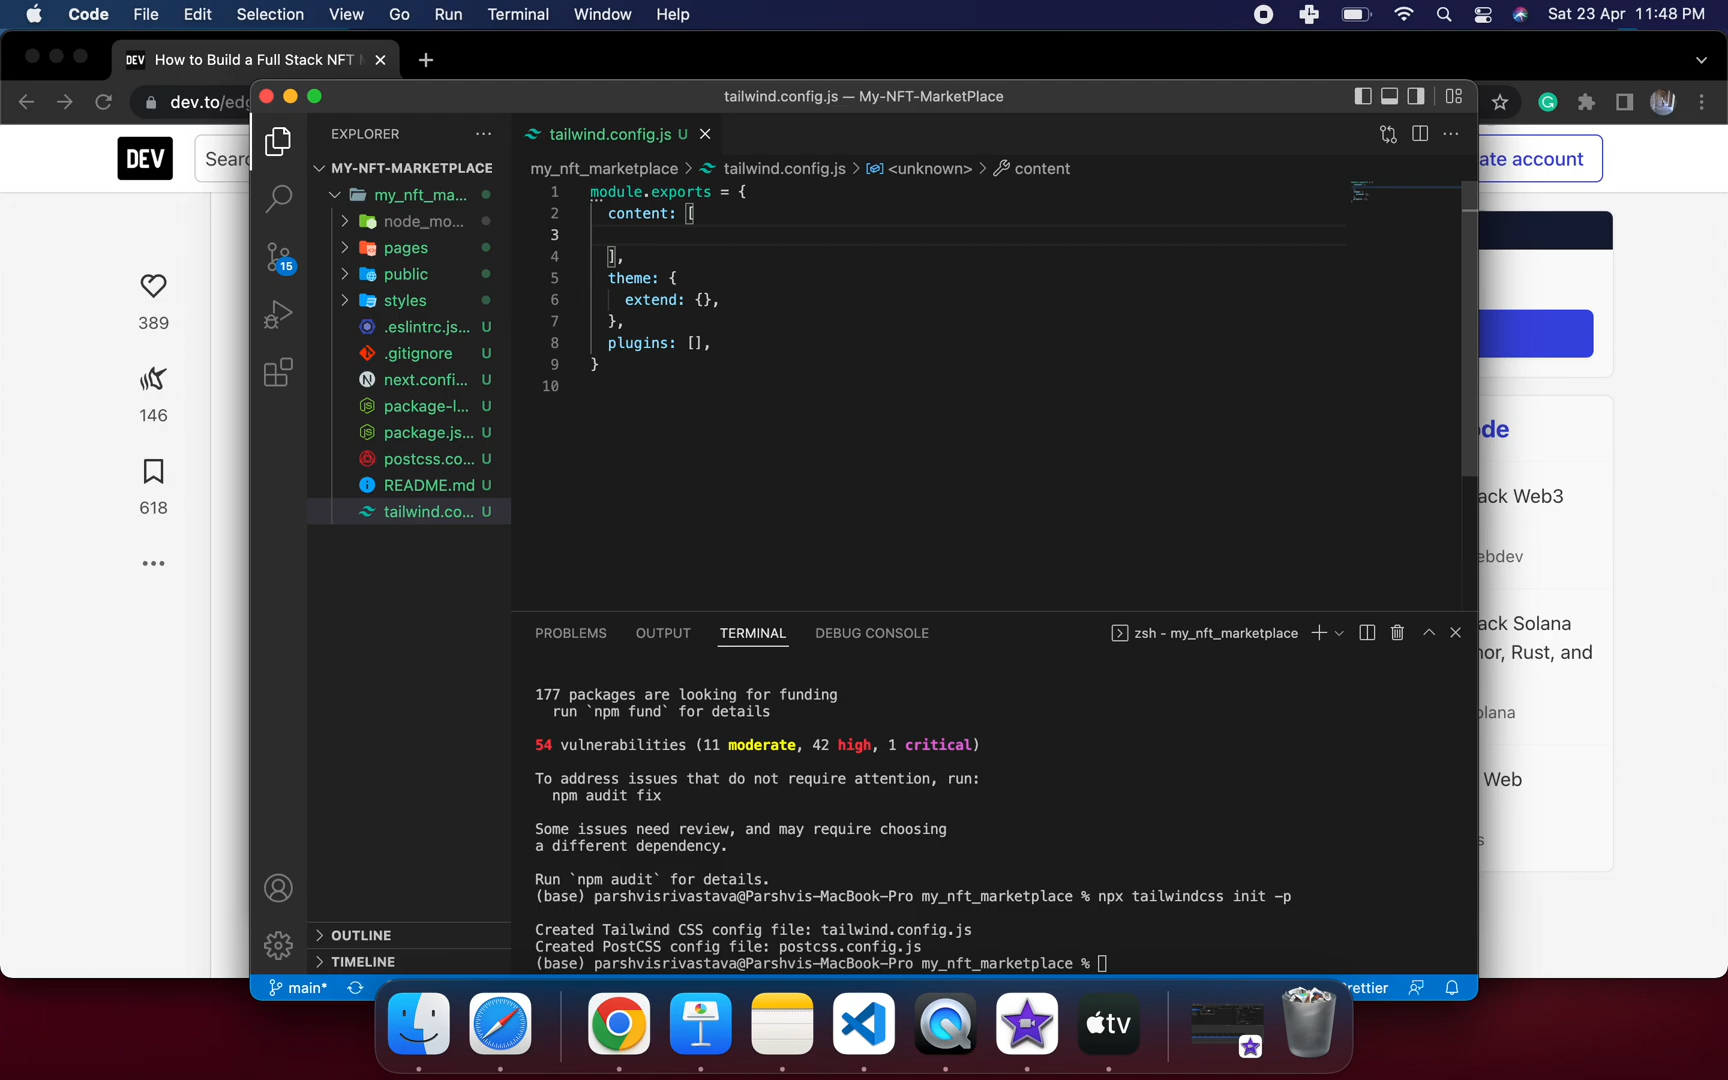 Code File Edit Selection View Go Run Terminal Window Help Sat 23 Apr 11:48 PM
DEV How to Build a Full Stack NFT
dev.to/edg
tailwind.config.js — My-NFT-MarketPlace
DEV
Searc
ate account
EXPLORER
tailwind.config.js U
MY-NFT-MARKETPLACE
my_nft_marketplace > tailwind.config.js > <unknown> > content
my_nft_ma...
node_mo...
pages
public
styles
.eslintrc.js... U
.gitignore U
next.confi... U
package-l... U
package.js... U
postcss.co... U
README.md U
tailwind.co... U
15
1 module.exports = {
2 content: [
3
4 ],
5 theme: {
6 extend: {},
7 },
8 plugins: [],
9 }
10
389
146
618
ode
ack Web3
ebdev
ack Solana
or, Rust, and
olana
Web
s
PROBLEMS OUTPUT TERMINAL DEBUG CONSOLE
zsh - my_nft_marketplace
177 packages are looking for funding
run `npm fund` for details
54 vulnerabilities (11 moderate, 42 high, 1 critical)
To address issues that do not require attention, run:
npm audit fix
Some issues need review, and may require choosing
a different dependency.
Run `npm audit` for details.
(base) parshvisrivastava@Parshvis-MacBook-Pro my_nft_marketplace % npx tailwindcss init -p
Created Tailwind CSS config file: tailwind.config.js
Created PostCSS config file: postcss.config.js
(base) parshvisrivastava@Parshvis-MacBook-Pro my_nft_marketplace %
OUTLINE
TIMELINE
main*
rettier
tv